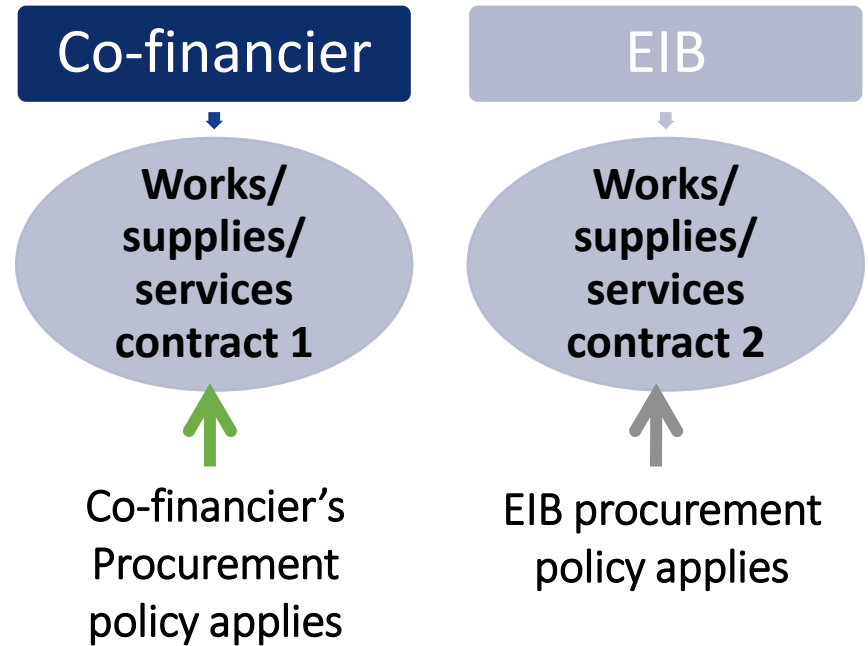 Co-financier
EIB
Works/
supplies/
services
contract 1
Works/
supplies/
services
contract 2
Co-financier’s
Procurement
policy applies
EIB procurement
policy applies